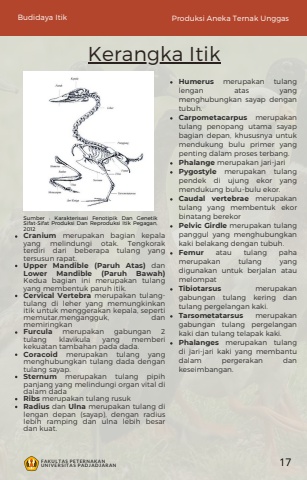 Budidaya Itik
Produksi Aneka Ternak Unggas
Kerangka Itik
Sumber : Karakterisasi Fenotipik Dan Genetik
Sifat-Sifat Produksi Dan Reproduksi Itik Pegagan,
2012
• Cranium merupakan bagian kepala
yang melindungi otak. Tengkorak
terdiri dari beberapa tulang yang
tersusun rapat.
• Upper Mandible (Paruh Atas) dan
Lower Mandible (Paruh Bawah)
Kedua bagian ini merupakan tulang
yang membentuk paruh itik.
• Cervical Vertebra merupakan tulang-
tulang di leher yang memungkinkan
itik untuk menggerakan kepala, seperti
memutar,mengangguk, dan
memiringkan
• Furcula merupakan gabungan 2
tulang klavikula yang memberi
kekuatan tambahan pada dada.
• Coracoid merupakan tulang yang
menghubungkan tulang dada dengan
tulang sayap.
• Sternum merupakan tulang pipih
panjang yang melindungi organ vital di
dalam dada
• Ribs merupakan tulang rusuk
• Radius dan Ulna merupakan tulang di
lengan depan (sayap), dengan radius
lebih ramping dan ulna lebih besar
dan kuat.
• Humerus merupakan tulang
lengan atas yang
menghubungkan sayap dengan
tubuh.
• Carpometacarpus merupakan
tulang penopang utama sayap
bagian depan, khususnya untuk
mendukung bulu primer yang
penting dalam proses terbang.
• Phalange merupakan jari-jari
• Pygostyle merupakan tulang
pendek di ujung ekor yang
mendukung bulu-bulu ekor.
• Caudal vertebrae merupakan
tulang yang membentuk ekor
binatang berekor
• Pelvic Girdle merupakan tulang
panggul yang menghubungkan
kaki belakang dengan tubuh.
• Femur atau tulang paha
merupakan tulang yang
digunakan untuk berjalan atau
melompat
• Tibiotarsus merupakan
gabungan tulang kering dan
tulang pergelangan kaki.
• Tarsometatarsus merupakan
gabungan tulang pergelangan
kaki dan tulang telapak kaki.
• Phalanges merupakan tulang
di jari-jari kaki yang membantu
dalam pergerakan dan
keseimbangan.
FAKULTAS PETERNAKAN
UNIVERSITAS PADJADJARAN
17